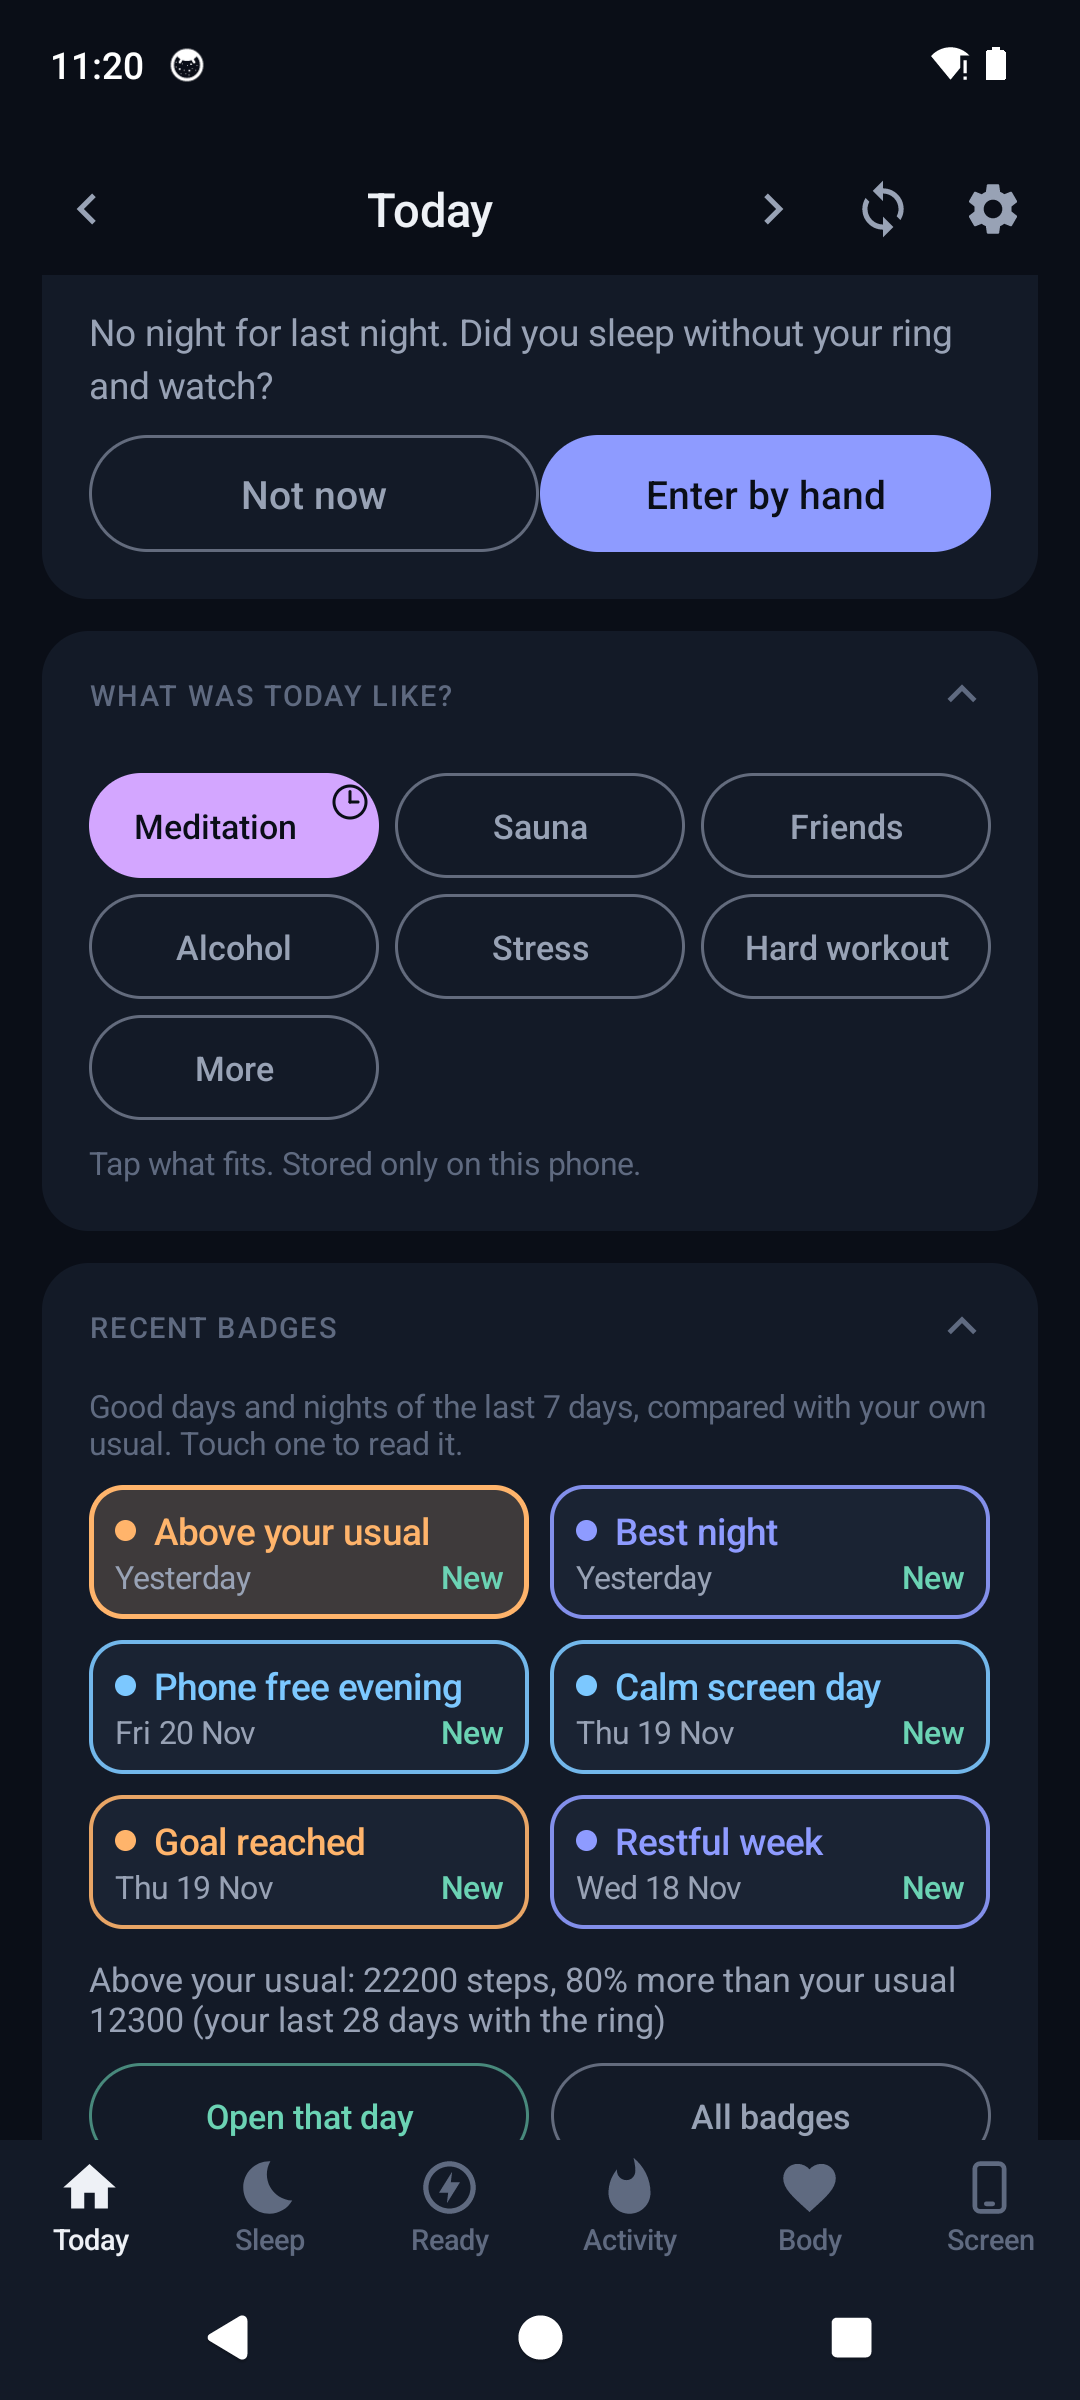 11:20
Today
No night for last night. Did you sleep without your ring
and watch?
Not now
Enter by hand
WHAT WAS TODAY LIKE?
Meditation
Sauna
Friends
Alcohol
Stress
Hard workout
More
Tap what fits. Stored only on this phone.
RECENT BADGES
Good days and nights of the last 7 days, compared with your own
usual. Touch one to read it.
Above your usual
Yesterday New
Best night
Yesterday New
Phone free evening
Fri 20 Nov New
Calm screen day
Thu 19 Nov New
Goal reached
Thu 19 Nov New
Restful week
Wed 18 Nov New
Above your usual: 22200 steps, 80% more than your usual
12300 (your last 28 days with the ring)
Open that day
All badges
Today
Sleep
Ready
Activity
Body
Screen